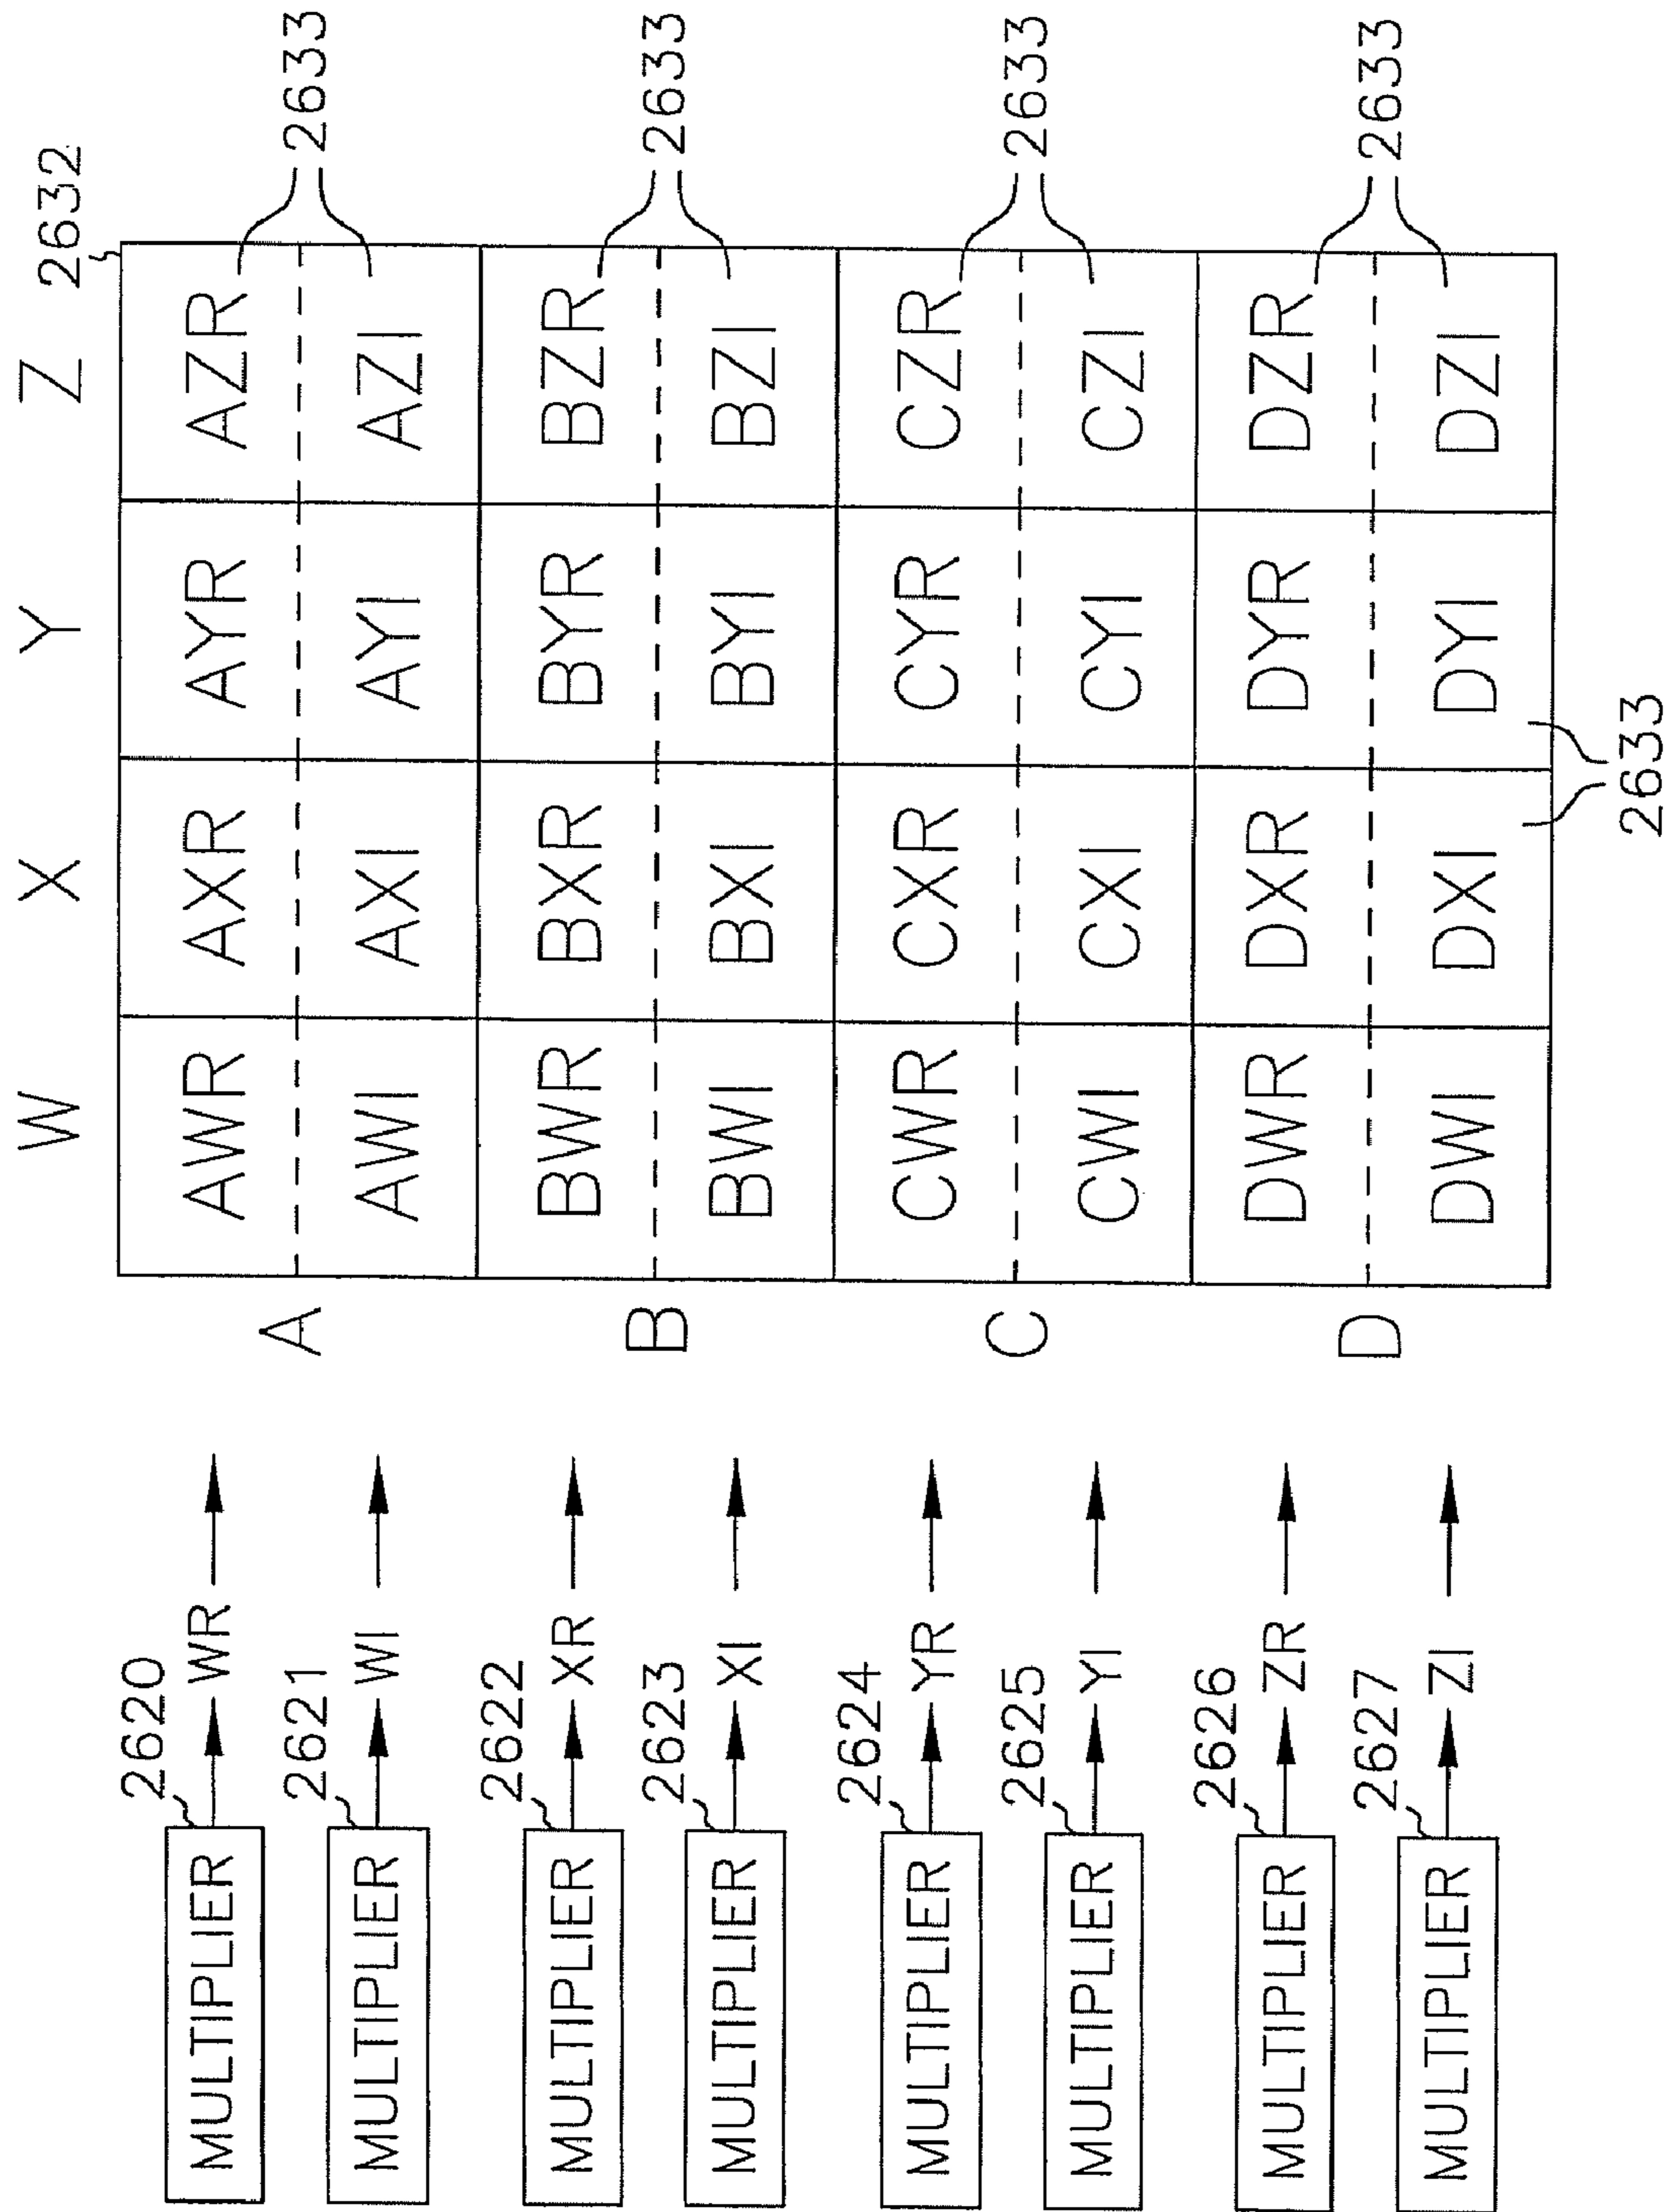 W X Y Z 2632
2620
MULTIPLIER WR AWR AXR AYR AZR
A 2633
2621
MULTIPLIER WI AWI AXI AYI AZI
2622
MULTIPLIER XR BWR BXR BYR BZR
B 2633
2623
MULTIPLIER XI BWI BXI BYI BZI
2624
MULTIPLIER YR CWR CXR CYR CZR
C 2633
2625
MULTIPLIER YI CWI CXI CYI CZI
2626
MULTIPLIER ZR DWR DXR DYR DZR
D 2633
2627
MULTIPLIER ZI DWI DXI DYI DZI
2633